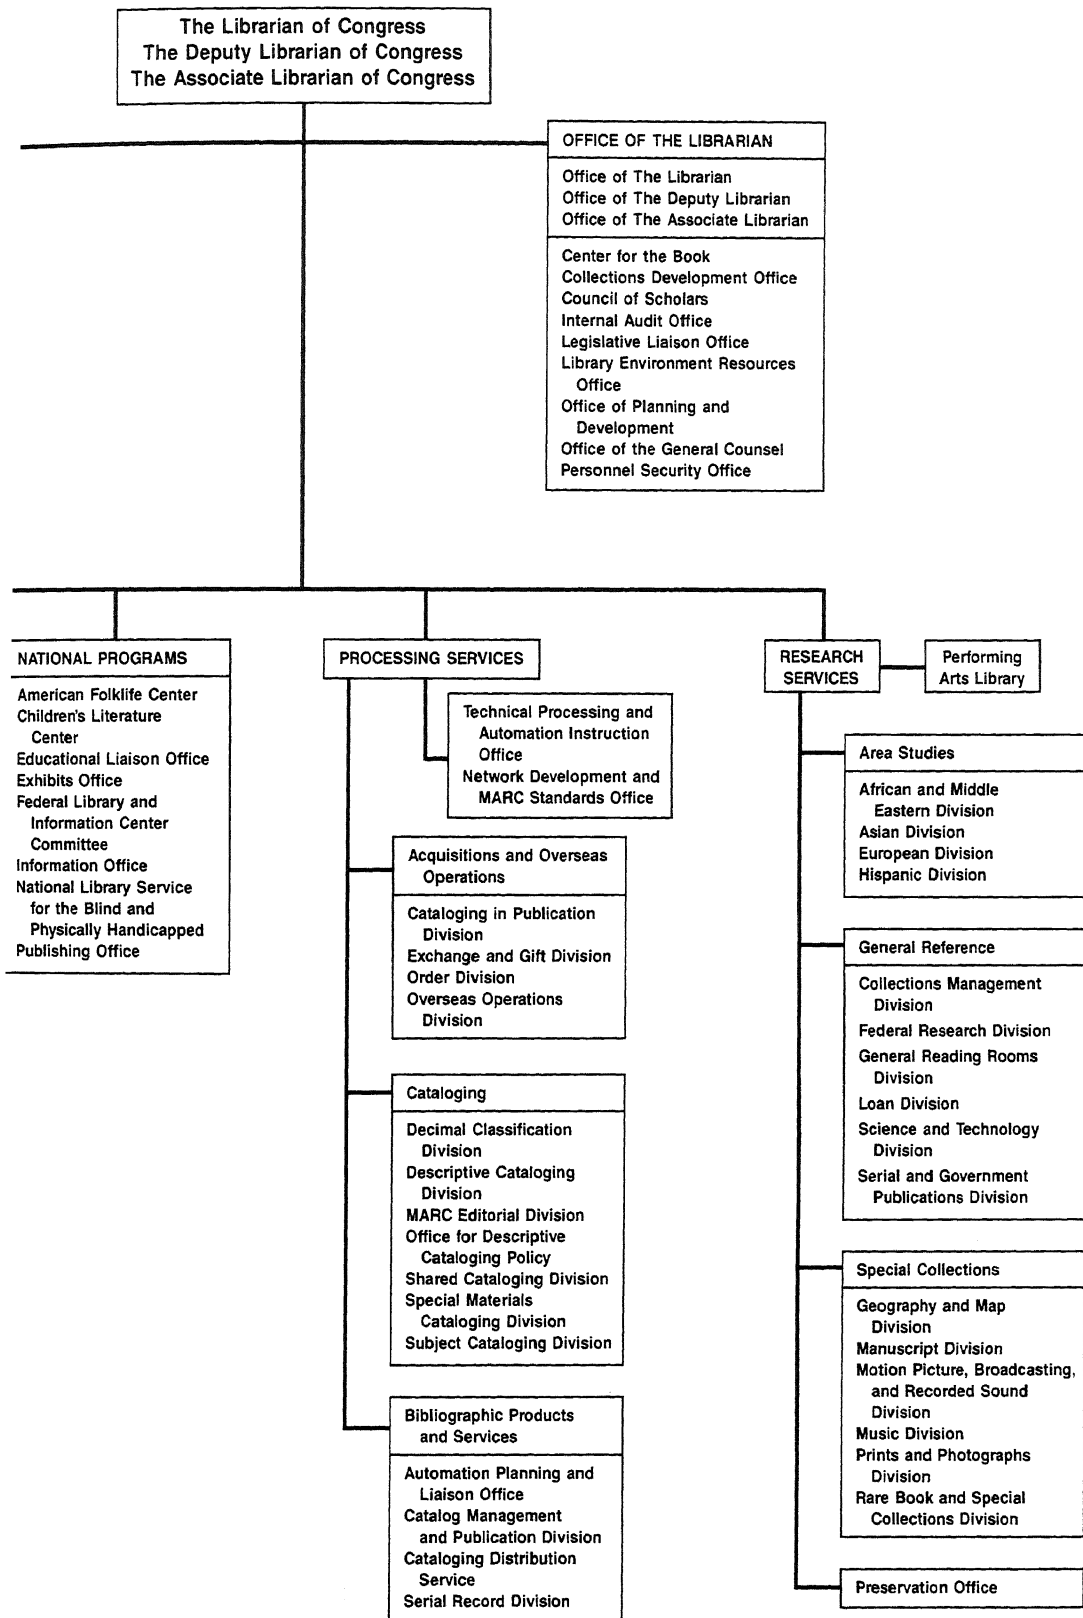 The Librarian of Congress
The Deputy Librarian of Congress
The Associate Librarian of Congress
OFFICE OF THE LIBRARIAN
Office of The Librarian
Office of The Deputy Librarian
Office of The Associate Librarian
Center for the Book
Collections Development Office
Council of Scholars
Internal Audit Office
Legislative Liaison Office
Library Environment Resources
Office
Office of Planning and
Development
Office of the General Counsel
Personnel Security Office
NATIONAL PROGRAMS
American Folklife Center
Children's Literature
Center
Educational Liaison Office
Exhibits Office
Federal Library and
Information Center
Committee
Information Office
National Library Service
for the Blind and
Physically Handicapped
Publishing Office
PROCESSING SERVICES
Technical Processing and
Automation Instruction
Office
Network Development and
MARC Standards Office
Acquisitions and Overseas
Operations
Cataloging in Publication
Division
Exchange and Gift Division
Order Division
Overseas Operations
Division
Cataloging
Decimal Classification
Division
Descriptive Cataloging
Division
MARC Editorial Division
Office for Descriptive
Cataloging Policy
Shared Cataloging Division
Special Materials
Cataloging Division
Subject Cataloging Division
Bibliographic Products
and Services
Automation Planning and
Liaison Office
Catalog Management
and Publication Division
Cataloging Distribution
Service
Serial Record Division
RESEARCH
SERVICES
Performing
Arts Library
Area Studies
African and Middle
Eastern Division
Asian Division
European Division
Hispanic Division
General Reference
Collections Management
Division
Federal Research Division
General Reading Rooms
Division
Loan Division
Science and Technology
Division
Serial and Government
Publications Division
Special Collections
Geography and Map
Division
Manuscript Division
Motion Picture, Broadcasting,
and Recorded Sound
Division
Music Division
Prints and Photographs
Division
Rare Book and Special
Collections Division
Preservation Office